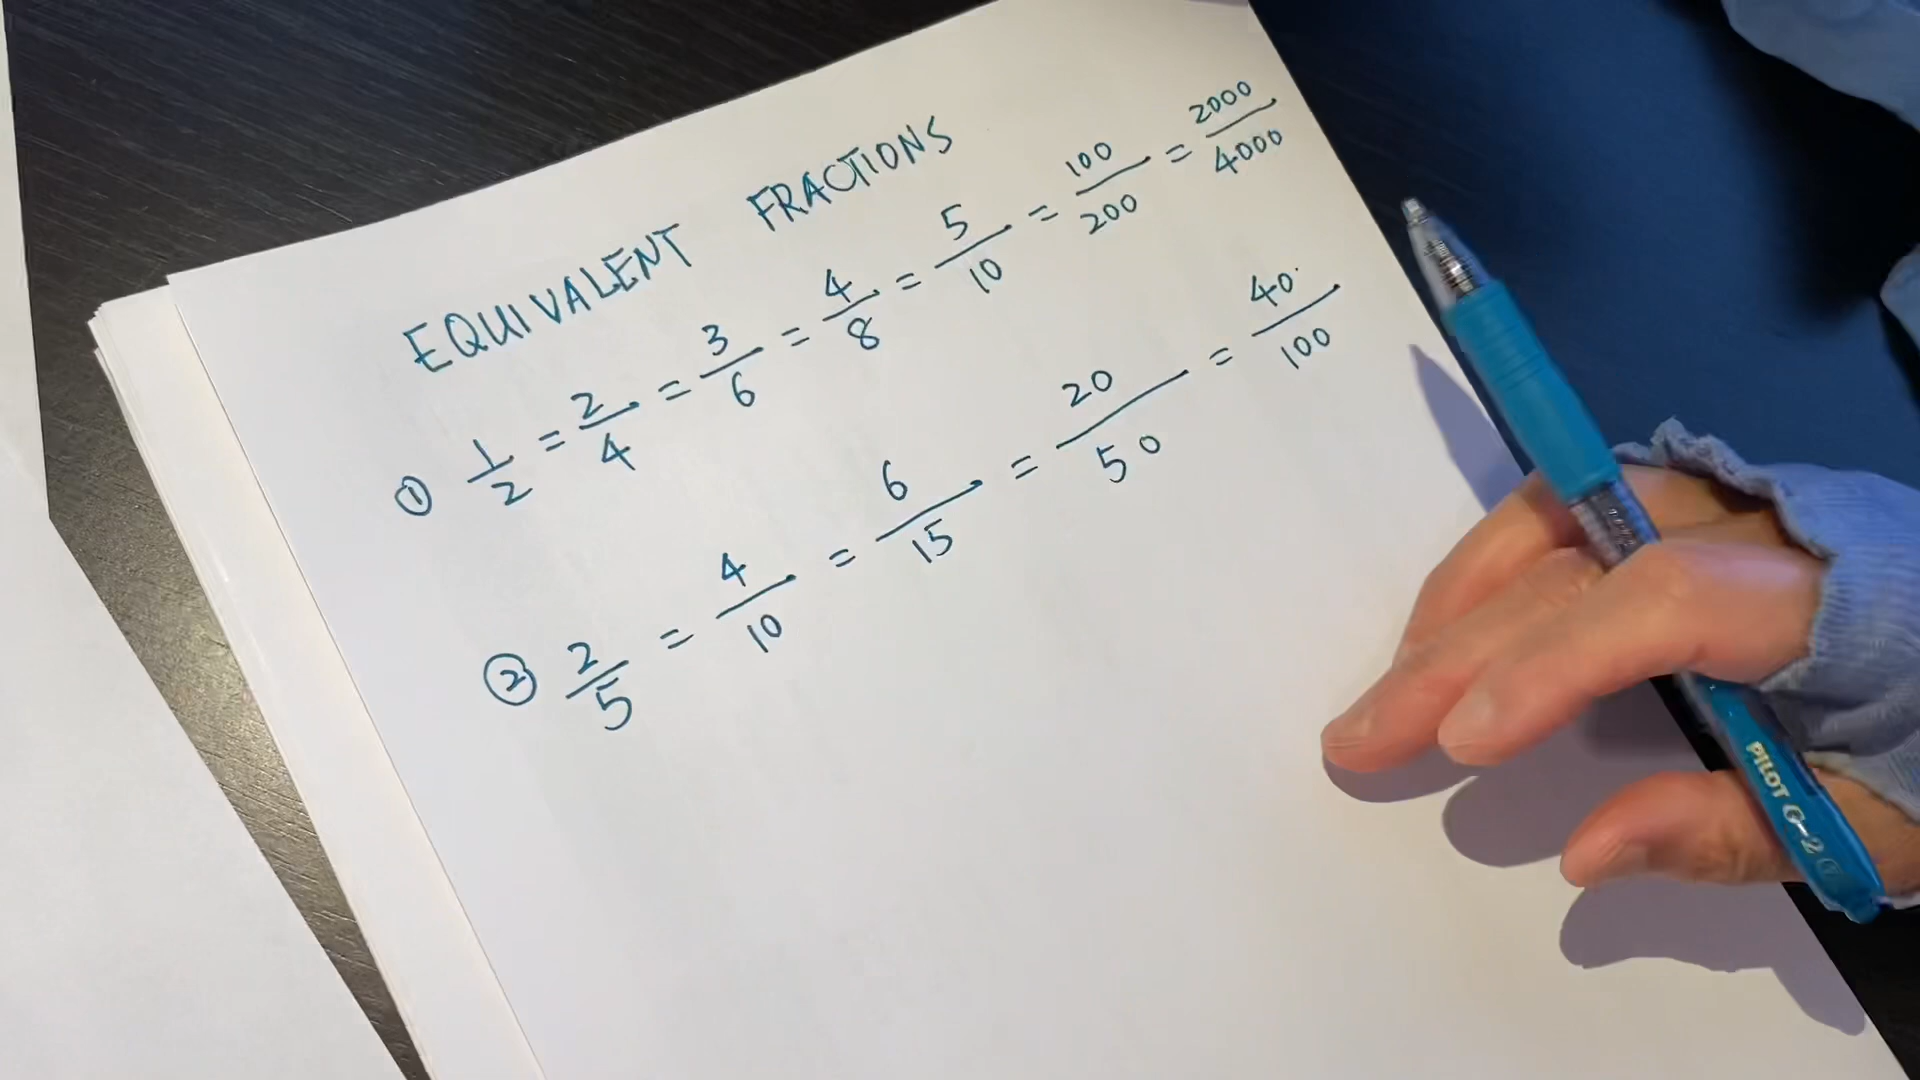 EQUIVALENT FRACTIONS
① 1/2 = 2/4 = 3/6 = 4/8 = 5/10 = 100/200 = 2000/4000
② 2/5 = 4/10 = 6/15 = 20/50 = 40/100
PILOT G-2